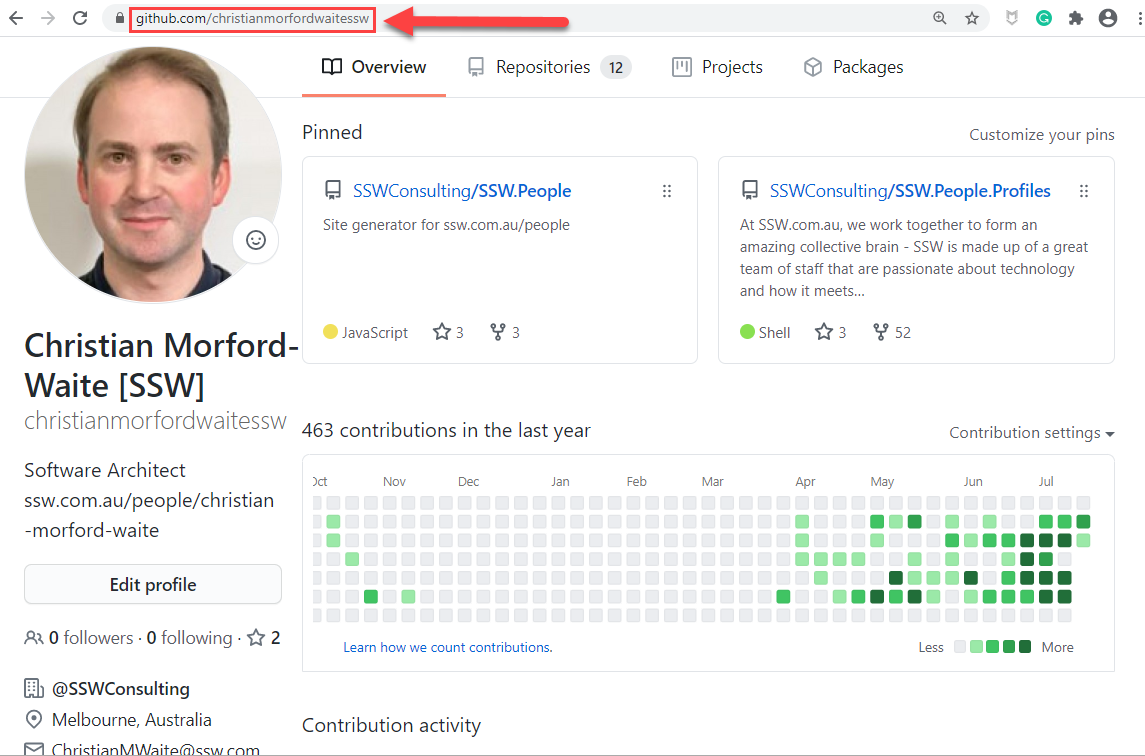 github.com/christianmorfordwaitessw
Overview
Repositories 12
Projects
Packages
Christian Morford-
Waite [SSW]
christianmorfordwaitessw
Software Architect
ssw.com.au/people/christian
-morford-waite
Edit profile
0 followers · 0 following · 2
@SSWConsulting
Melbourne, Australia
ChristianMWaite@ssw.com
Pinned
Customize your pins
SSWConsulting/SSW.People
Site generator for ssw.com.au/people
JavaScript 3 3
SSWConsulting/SSW.People.Profiles
At SSW.com.au, we work together to form an
amazing collective brain - SSW is made up of a great
team of staff that are passionate about technology
and how it meets...
Shell 3 52
463 contributions in the last year
Contribution settings
Oct Nov Dec Jan Feb Mar Apr May Jun Jul
Learn how we count contributions.
Less More
Contribution activity